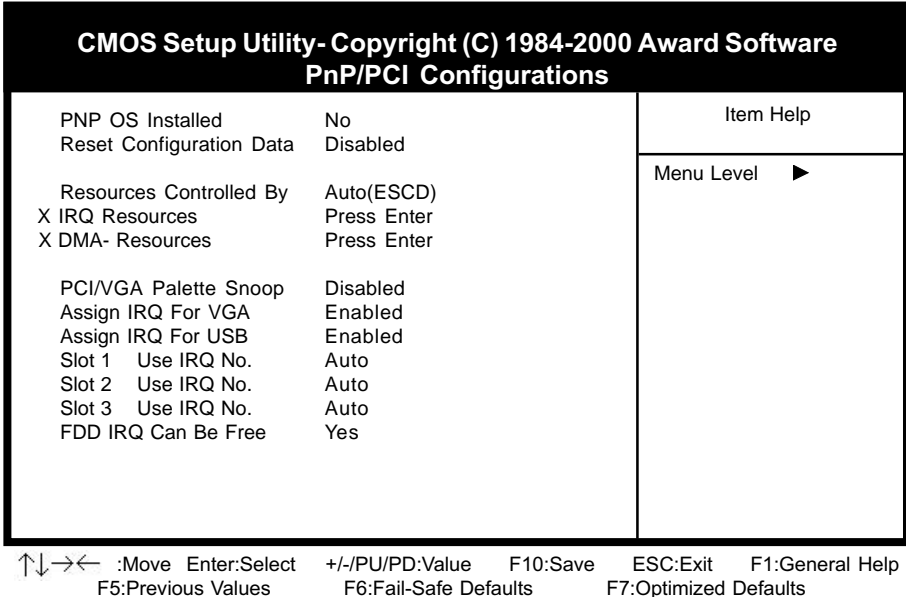 CMOS Setup Utility- Copyright (C) 1984-2000 Award Software
PnP/PCI Configurations
PNP OS Installed No
Reset Configuration Data Disabled
Resources Controlled By Auto(ESCD)
X IRQ Resources Press Enter
X DMA- Resources Press Enter
PCI/VGA Palette Snoop Disabled
Assign IRQ For VGA Enabled
Assign IRQ For USB Enabled
Slot 1 Use IRQ No. Auto
Slot 2 Use IRQ No. Auto
Slot 3 Use IRQ No. Auto
FDD IRQ Can Be Free Yes
Item Help
Menu Level ▶
↑↓→← :Move Enter:Select +/-/PU/PD:Value F10:Save ESC:Exit F1:General Help
F5:Previous Values F6:Fail-Safe Defaults F7:Optimized Defaults